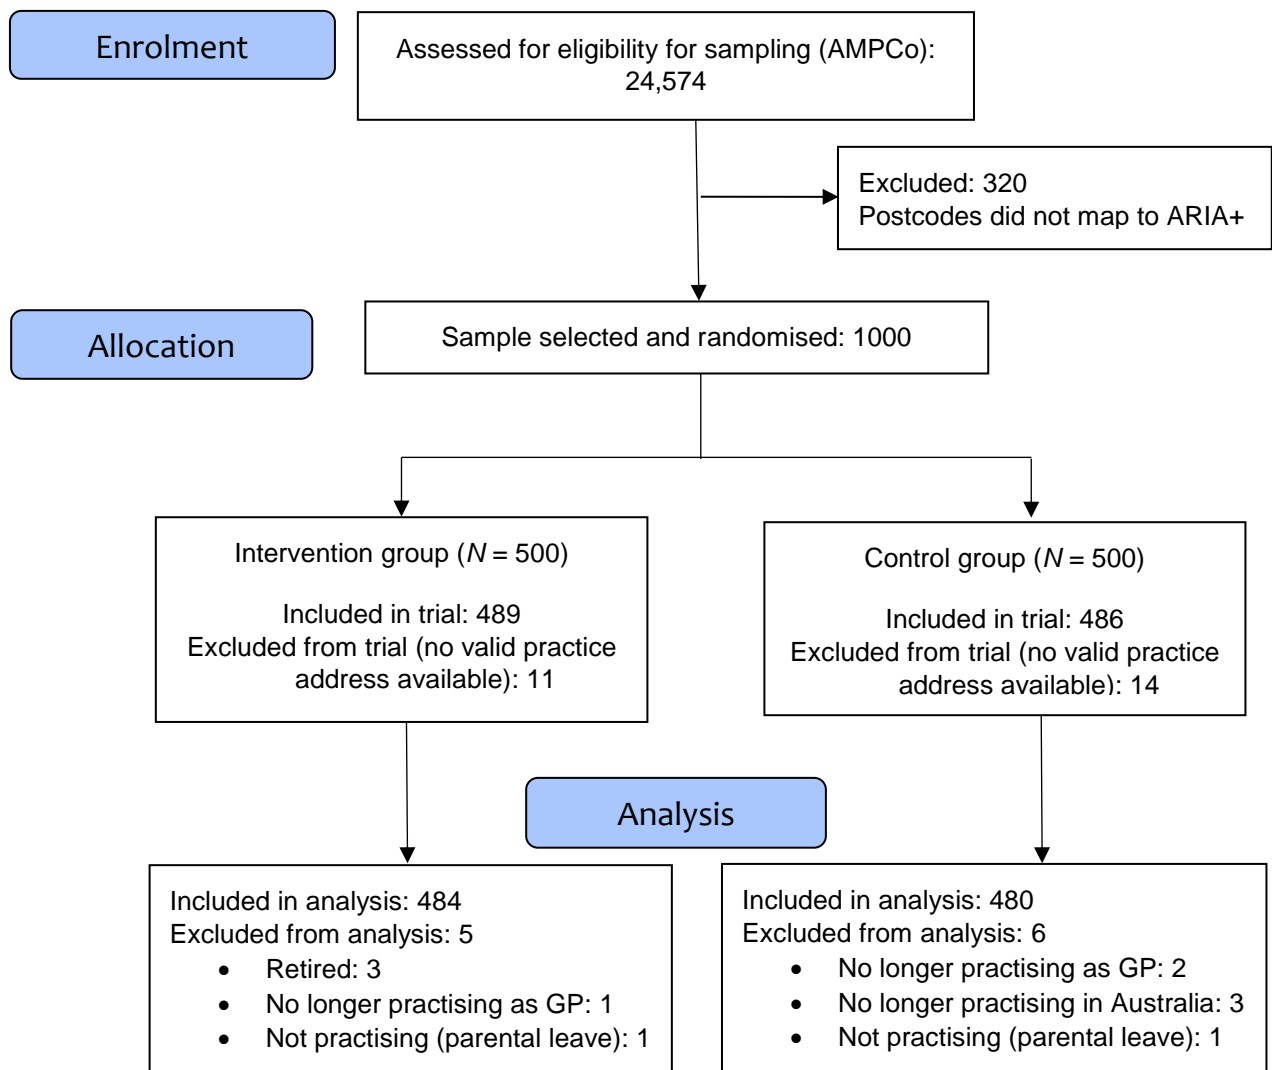 Enrolment
Assessed for eligibility for sampling (AMPCo):
24,574
Excluded: 320
Postcodes did not map to ARIA+
Allocation
Sample selected and randomised: 1000
Intervention group (N = 500)
Included in trial: 489
Excluded from trial (no valid practice
address available): 11
Control group (N = 500)
Included in trial: 486
Excluded from trial (no valid practice
address available): 14
Analysis
Included in analysis: 484
Excluded from analysis: 5
• Retired: 3
• No longer practising as GP: 1
• Not practising (parental leave): 1
Included in analysis: 480
Excluded from analysis: 6
• No longer practising as GP: 2
• No longer practising in Australia: 3
• Not practising (parental leave): 1